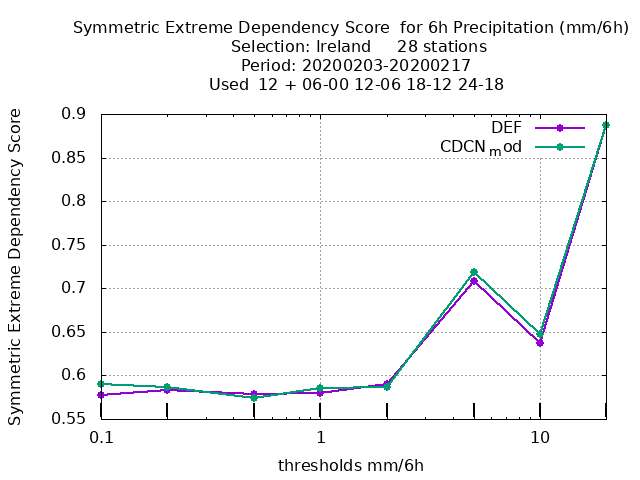 Symmetric Extreme Dependency Score  for 6h Precipitation (mm/6h)
Selection: Ireland     28 stations
Period: 20200203-20200217
Used  12 + 06-00 12-06 18-12 24-18
Symmetric Extreme Dependency Score
0.9
0.85
0.8
0.75
0.7
0.65
0.6
0.55
DEF
CDCN_mod
0.1 1 10
thresholds mm/6h